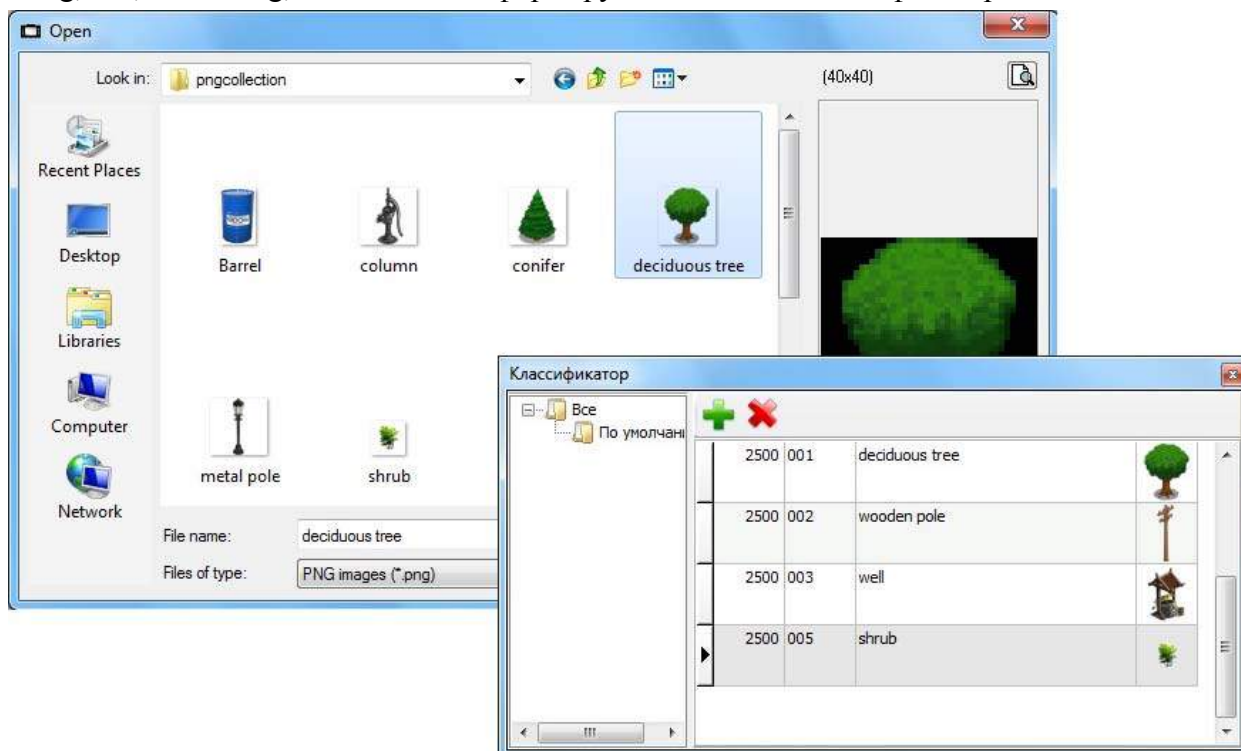 Open
Look in:
pngcollection
(40x40)
Recent Places
Desktop
Libraries
Computer
Network
Barrel
column
conifer
deciduous tree
metal pole
shrub
File name:
deciduous tree
Files of type:
PNG images (*.png)
Классификатор
Все
По умолчані
2500 001 deciduous tree
2500 002 wooden pole
2500 003 well
2500 005 shrub